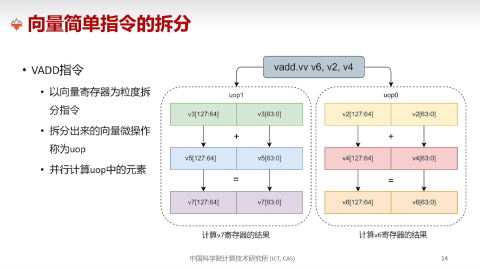 向量简单指令的拆分
• VADD指令
• 以向量寄存器为粒度拆
分指令
• 拆分出来的向量微操作
称为uop
• 并行计算uop中的元素
vadd.vv v6, v2, v4
uop1
v3[127:64] v3[63:0]
+
v5[127:64] v5[63:0]
=
v7[127:64] v7[63:0]
计算v7寄存器的结果
uop0
v2[127:64] v2[63:0]
+
v4[127:64] v4[63:0]
=
v6[127:64] v6[63:0]
计算v6寄存器的结果
中国科学院计算技术研究所 (ICT, CAS)
14